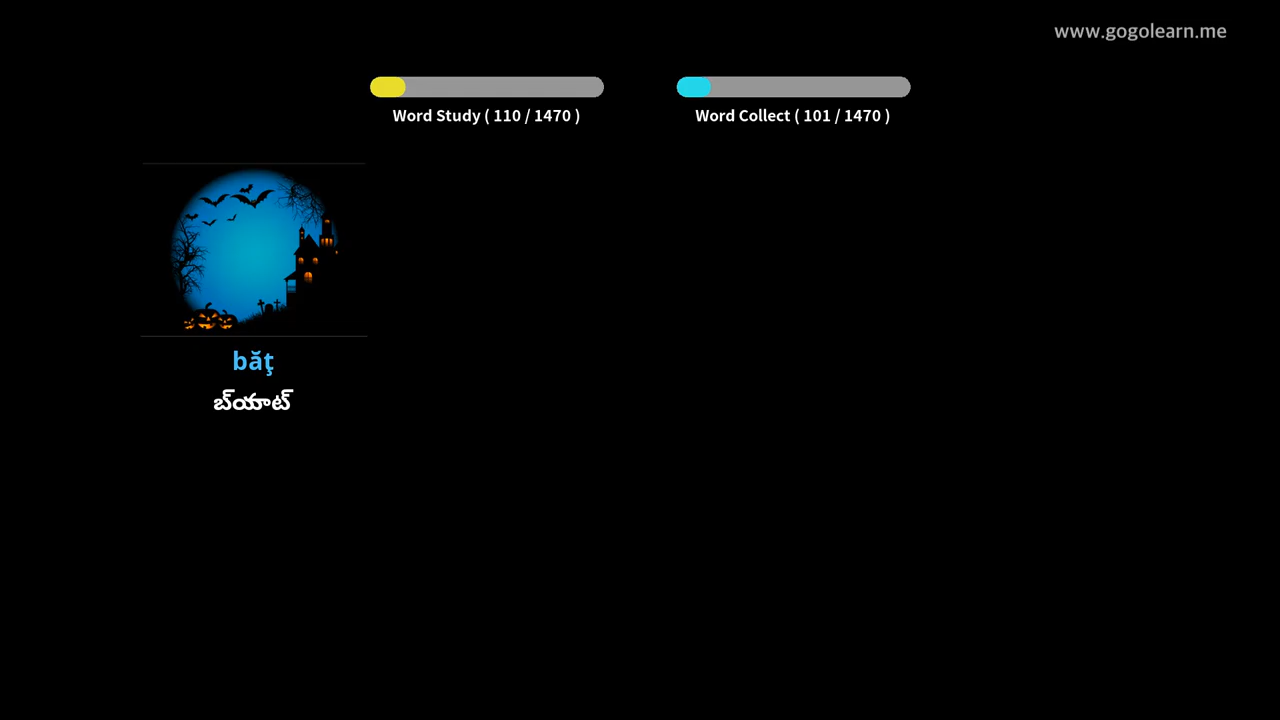 www.gogolearn.me
Word Study ( 110 / 1470 )
Word Collect ( 101 / 1470 )
băţ
బ్‌యాట్